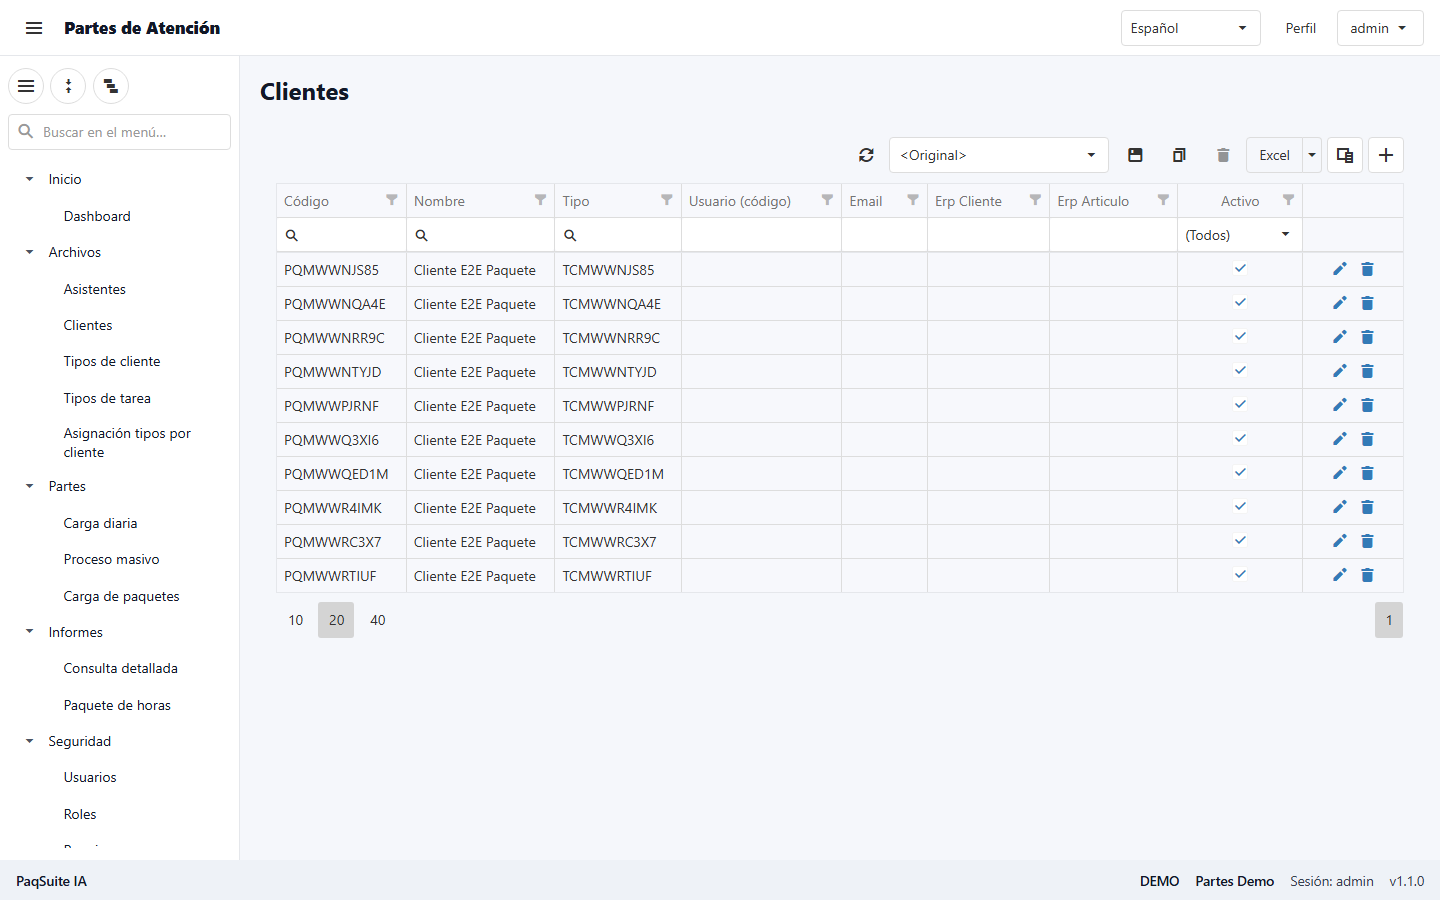 Partes de Atención
Español
Perfil
admin
Buscar en el menú...
Inicio
Dashboard
Archivos
Asistentes
Clientes
Tipos de cliente
Tipos de tarea
Asignación tipos por
cliente
Partes
Carga diaria
Proceso masivo
Carga de paquetes
Informes
Consulta detallada
Paquete de horas
Seguridad
Usuarios
Roles
Clientes
<Original>
Excel
Código Nombre Tipo Usuario (código) Email Erp Cliente Erp Articulo Activo
(Todos)
PQMWWNJS85 Cliente E2E Paquete TCMWWNJS85
PQMWWNQA4E Cliente E2E Paquete TCMWWNQA4E
PQMWWNRR9C Cliente E2E Paquete TCMWWNRR9C
PQMWWNTYJD Cliente E2E Paquete TCMWWNTYJD
PQMWWPJRNF Cliente E2E Paquete TCMWWPJRNF
PQMWWQ3XI6 Cliente E2E Paquete TCMWWQ3XI6
PQMWWQED1M Cliente E2E Paquete TCMWWQED1M
PQMWWR4IMK Cliente E2E Paquete TCMWWR4IMK
PQMWWRC3X7 Cliente E2E Paquete TCMWWRC3X7
PQMWWRTIUF Cliente E2E Paquete TCMWWRTIUF
10 20 40 1
PaqSuite IA
DEMO Partes Demo Sesión: admin v1.1.0